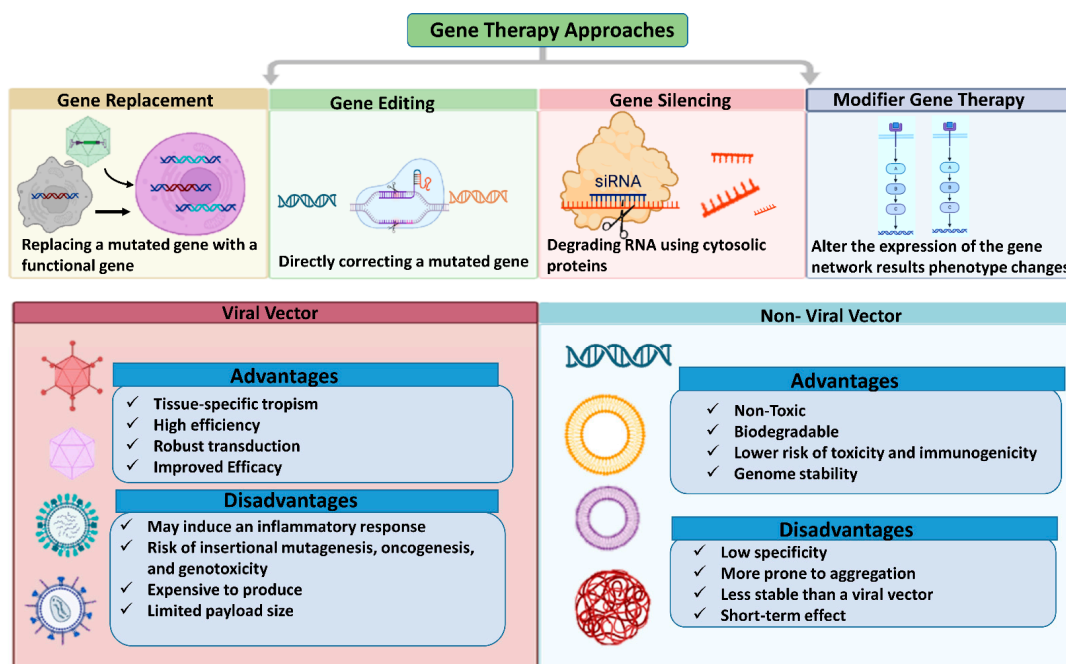 Gene Therapy Approaches
Gene Replacement
Replacing a mutated gene with a
functional gene
Gene Editing
Directly correcting a mutated gene
Gene Silencing
siRNA
Degrading RNA using cytosolic
proteins
Modifier Gene Therapy
A
B
C
A
B
C
Alter the expression of the gene
network results phenotype changes
Viral Vector
Advantages
✓ Tissue-specific tropism
✓ High efficiency
✓ Robust transduction
✓ Improved Efficacy
Disadvantages
✓ May induce an inflammatory response
✓ Risk of insertional mutagenesis, oncogenesis,
and genotoxicity
✓ Expensive to produce
✓ Limited payload size
Non- Viral Vector
Advantages
✓ Non-Toxic
✓ Biodegradable
✓ Lower risk of toxicity and immunogenicity
✓ Genome stability
Disadvantages
✓ Low specificity
✓ More prone to aggregation
✓ Less stable than a viral vector
✓ Short-term effect